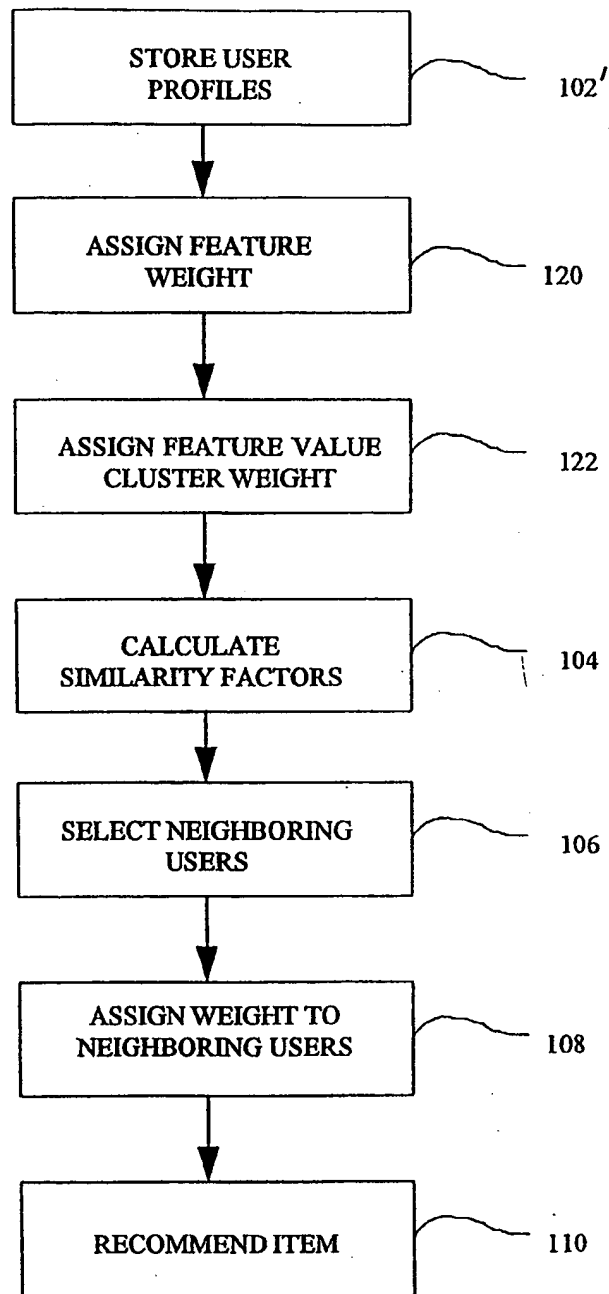 STORE USER
PROFILES
102'
ASSIGN FEATURE
WEIGHT
120
ASSIGN FEATURE VALUE
CLUSTER WEIGHT
122
CALCULATE
SIMILARITY FACTORS
104
SELECT NEIGHBORING
USERS
106
ASSIGN WEIGHT TO
NEIGHBORING USERS
108
RECOMMEND ITEM
110